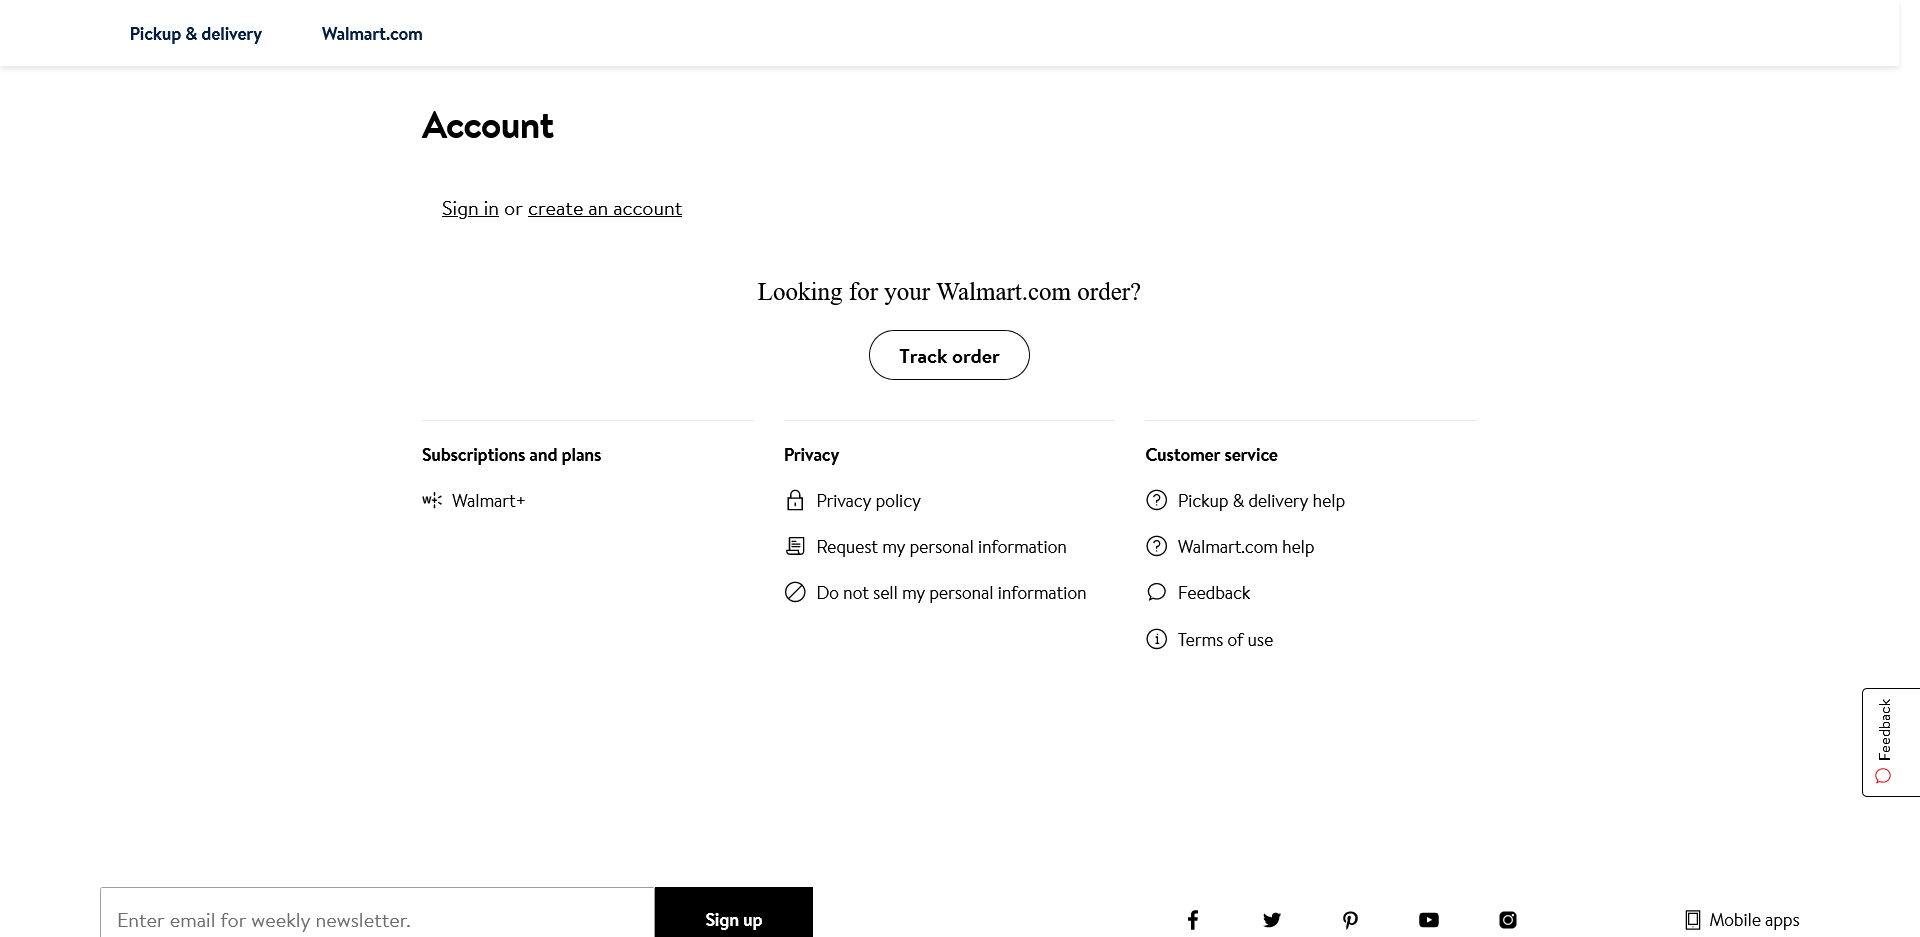 Pickup & delivery
Walmart.com
Account
Sign in or create an account
Looking for your Walmart.com order?
Track order
Subscriptions and plans
Walmart+
Privacy
Privacy policy
Request my personal information
Do not sell my personal information
Customer service
Pickup & delivery help
Walmart.com help
Feedback
Terms of use
Feedback
Enter email for weekly newsletter.
Sign up
Mobile apps